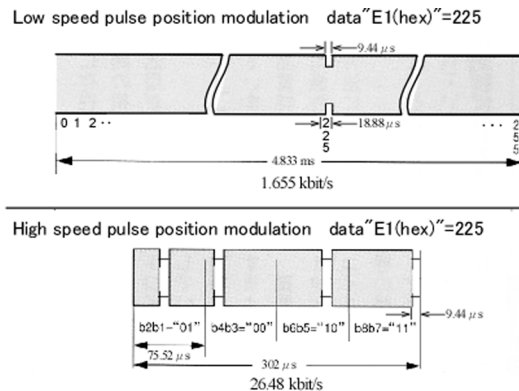 Low speed pulse position modulation data"E1(hex)"=225
9.44 μs
0 1 2 ··
2
2
5
18.88 μs
··· 2
5
5
4.833 ms
1.655 kbit/s
High speed pulse position modulation data"E1(hex)"=225
b2b1="01" b4b3="00" b6b5="10" b8b7="11"
9.44 μs
75.52 μs
302 μs
26.48 kbit/s